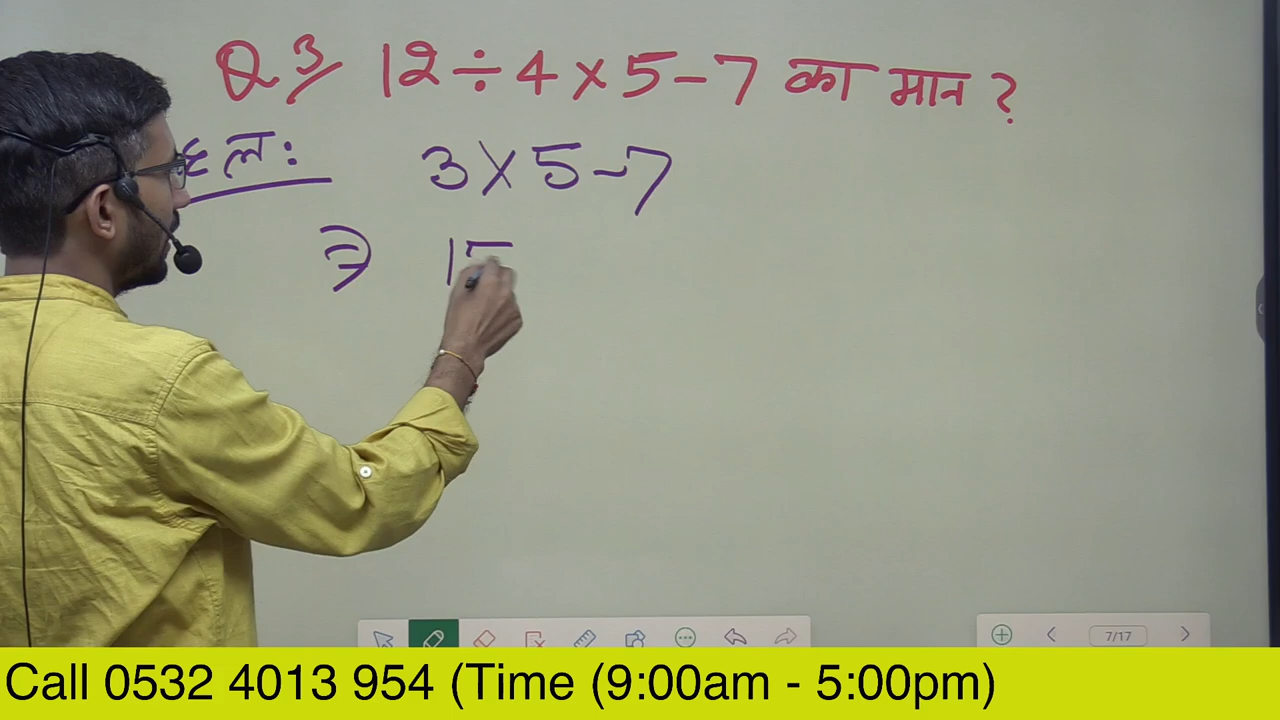 Q 3 12 ÷ 4 × 5 - 7 का मान ?
हल:
3 × 5 - 7
⇒ 15
7/17
Call 0532 4013 954 (Time (9:00am - 5:00pm)